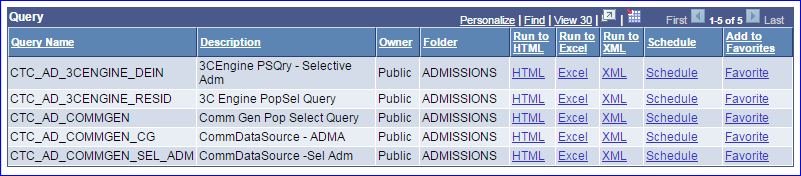 Query Personalize | Find | View 30 | | First 1-5 of 5 Last
Query Name Description Owner Folder Run to HTML Run to Excel Run to XML Schedule Add to Favorites
CTC_AD_3CENGINE_DEIN 3CEngine PSQry - Selective Adm Public ADMISSIONS HTML Excel XML Schedule Favorite
CTC_AD_3CENGINE_RESID 3C Engine PopSel Query Public ADMISSIONS HTML Excel XML Schedule Favorite
CTC_AD_COMMGEN Comm Gen Pop Select Query Public ADMISSIONS HTML Excel XML Schedule Favorite
CTC_AD_COMMGEN_CG CommDataSource - ADMA Public ADMISSIONS HTML Excel XML Schedule Favorite
CTC_AD_COMMGEN_SEL_ADM CommDataSource -Sel Adm Public ADMISSIONS HTML Excel XML Schedule Favorite